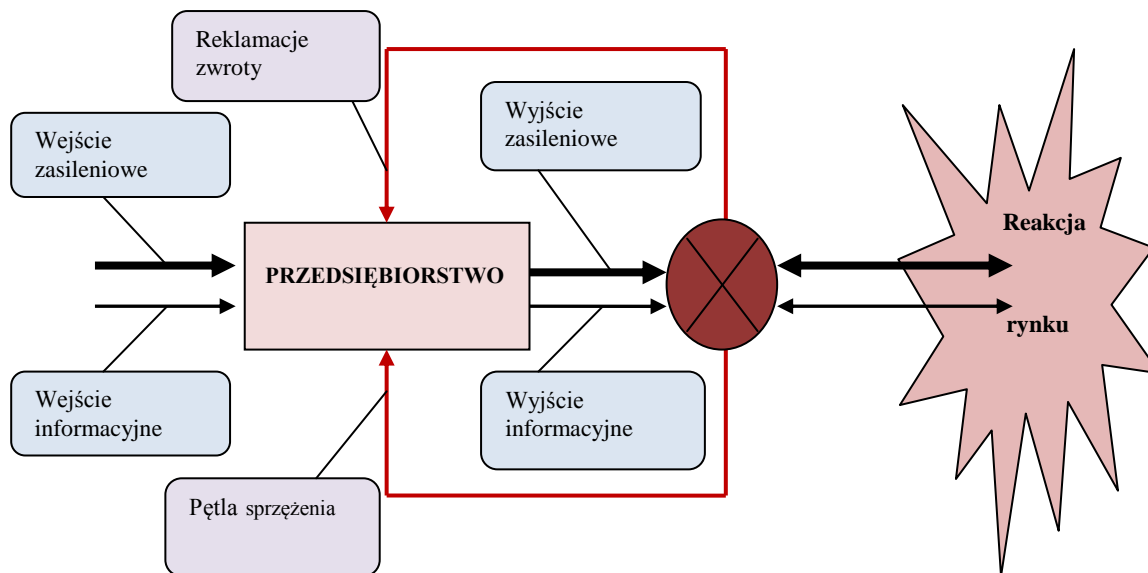 Reklamacje
zwroty
Wyjście
zasileniowe
Wejście
zasileniowe
Reakcja
PRZEDSIĘBIORSTWO
rynku
Wejście
informacyjne
Wyjście
informacyjne
Pętla sprzężenia